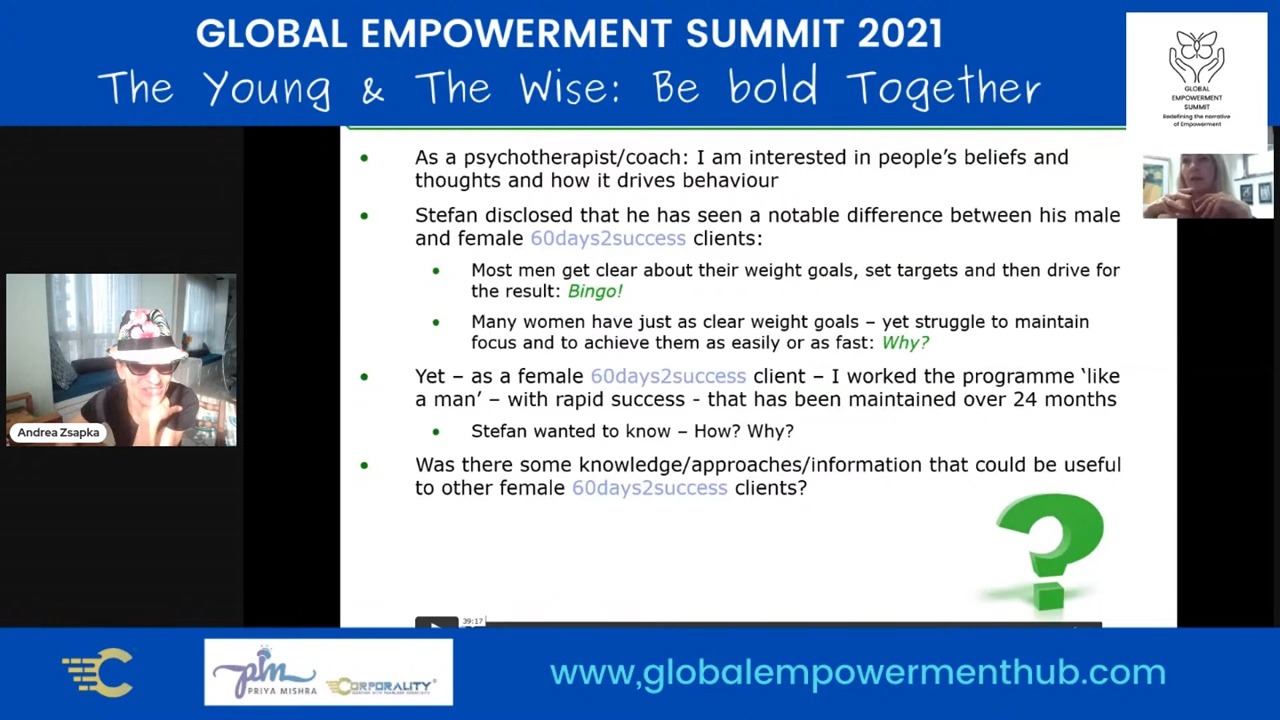 GLOBAL EMPOWERMENT SUMMIT 2021
The Young & The Wise: Be bold Together
GLOBAL
EMPOWERMENT
SUMMIT
Redefining the narrative
of Empowerment
As a psychotherapist/coach: I am interested in people's beliefs and
thoughts and how it drives behaviour
Stefan disclosed that he has seen a notable difference between his male
and female 60days2success clients:
Most men get clear about their weight goals, set targets and then drive for
the result: Bingo!
Many women have just as clear weight goals – yet struggle to maintain
focus and to achieve them as easily or as fast: Why?
Yet – as a female 60days2success client – I worked the programme ‘like
a man’ – with rapid success - that has been maintained over 24 months
Stefan wanted to know – How? Why?
Was there some knowledge/approaches/information that could be useful
to other female 60days2success clients?
Andrea Zsapka
39:17
PRIYA MISHRA
CORPORALITY
www,globalempowermenthub.com